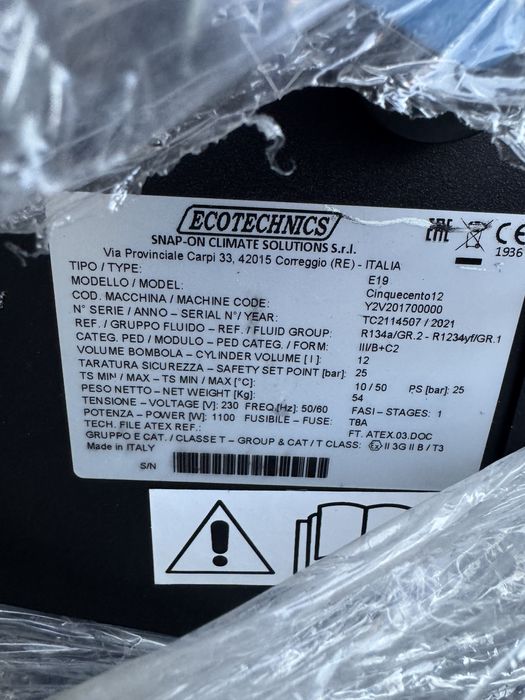 ECOTECHNICS
SNAP-ON CLIMATE SOLUTIONS S.r.l.
Via Provinciale Carpi 33, 42015 Correggio (RE) - ITALIA
EAC CE 1936
TIPO / TYPE: E19
MODELLO / MODEL: Cinquecento12
COD. MACCHINA / MACHINE CODE: Y2V201700000
N° SERIE / ANNO – SERIAL N°/ YEAR: TC2114507 / 2021
REF. / GRUPPO FLUIDO – REF. / FLUID GROUP: R134a/GR.2 - R1234yf/GR.1
CATEG. PED / MODULO - PED CATEG. / FORM: III/B+C2
VOLUME BOMBOLA – CYLINDER VOLUME [ l ]: 12
TARATURA SICUREZZA – SAFETY SET POINT [bar]: 25
TS MIN / MAX – TS MIN / MAX [°C]: 10 / 50 PS [bar]: 25
PESO NETTO – NET WEIGHT [Kg]: 54
TENSIONE – VOLTAGE [V]: 230 FREQ.[Hz]: 50/60 FASI – STAGES: 1
POTENZA – POWER [W]: 1100 FUSIBILE – FUSE: T8A
TECH. FILE ATEX REF.: FT. ATEX.03.DOC
GRUPPO E CAT. / CLASSE T – GROUP & CAT / T CLASS: Ex II 3G II B / T3
Made in ITALY
S/N